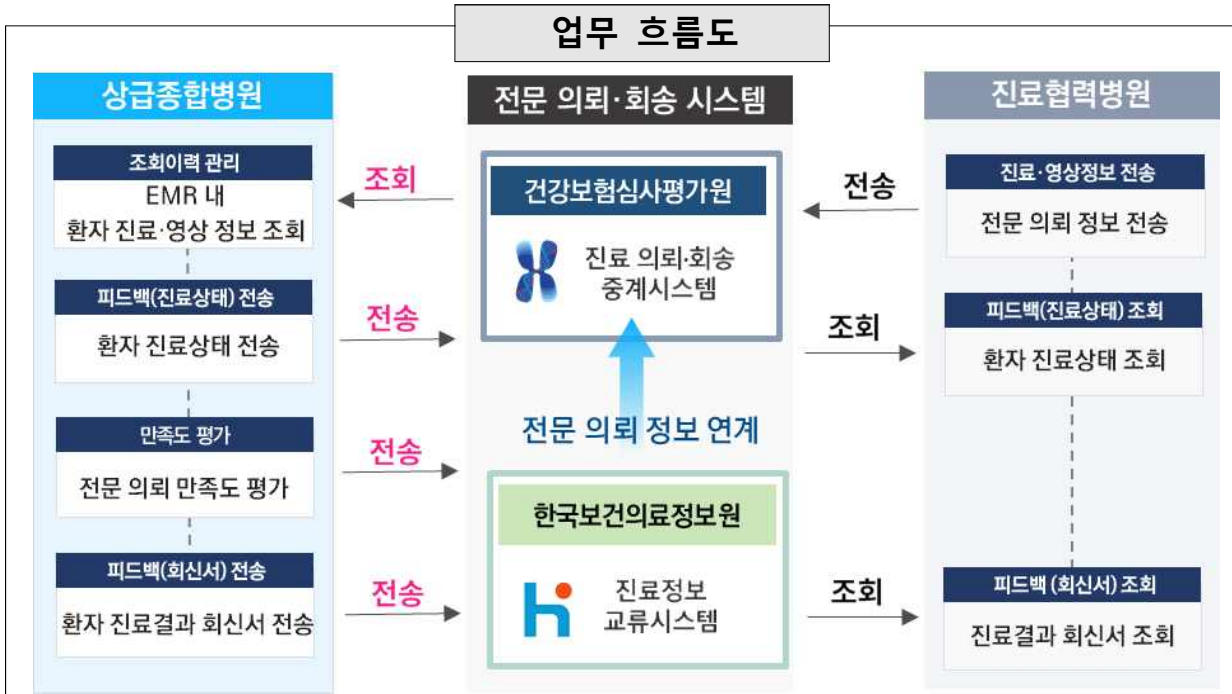 업무 흐름도
상급종합병원
조회이력 관리
EMR 내
환자 진료·영상 정보 조회
피드백(진료상태) 전송
환자 진료상태 전송
만족도 평가
전문 의뢰 만족도 평가
피드백(회신서) 전송
환자 진료결과 회신서 전송
조회
전송
전송
전송
전문 의뢰·회송 시스템
건강보험심사평가원
진료 의뢰·회송
중계시스템
전문 의뢰 정보 연계
한국보건의료정보원
진료정보
교류시스템
전송
조회
조회
진료협력병원
진료·영상정보 전송
전문 의뢰 정보 전송
피드백(진료상태) 조회
환자 진료상태 조회
피드백 (회신서) 조회
진료결과 회신서 조회